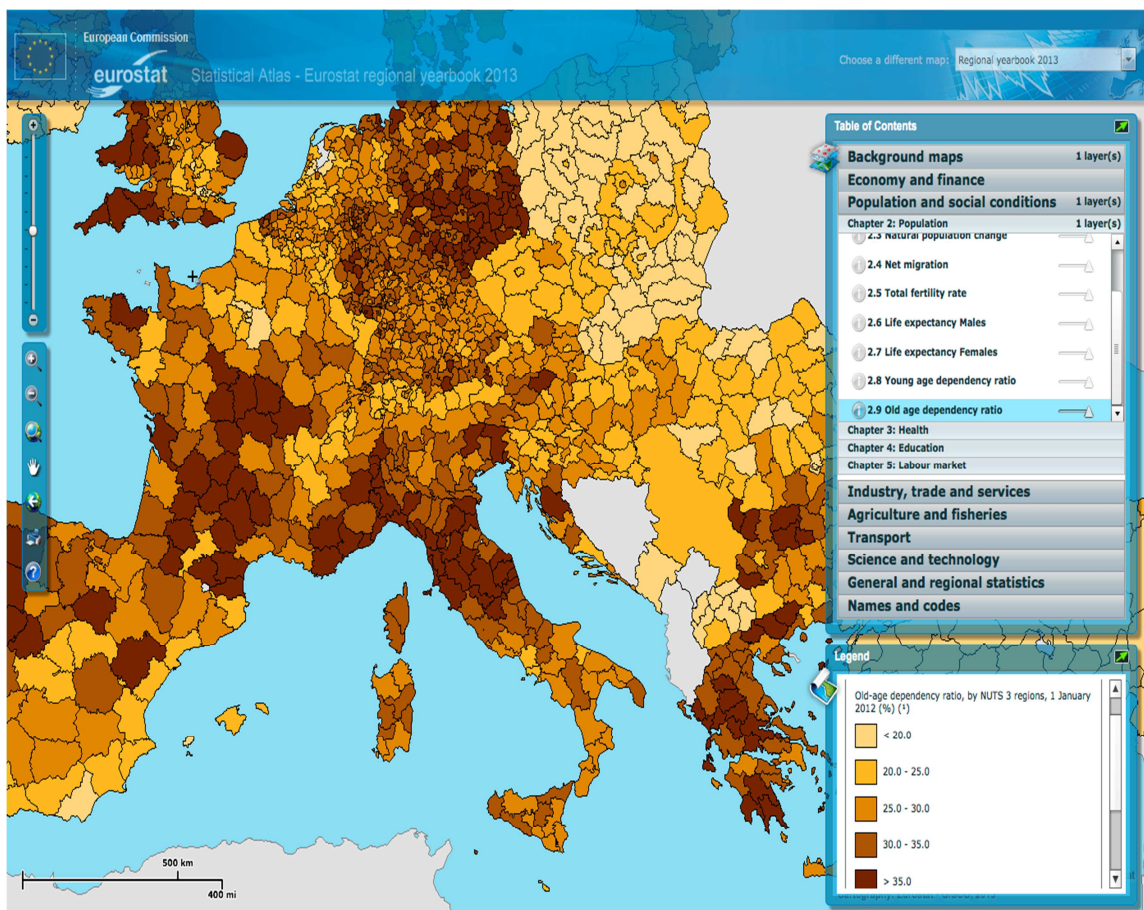 European Commission
eurostat
Statistical Atlas - Eurostat regional yearbook 2013
Choose a different map:
Regional yearbook 2013
Table of Contents
Background maps 1 layer(s)
Economy and finance
Population and social conditions 1 layer(s)
Chapter 2: Population 1 layer(s)
2.3 Natural population change
2.4 Net migration
2.5 Total fertility rate
2.6 Life expectancy Males
2.7 Life expectancy Females
2.8 Young age dependency ratio
2.9 Old age dependency ratio
Chapter 3: Health
Chapter 4: Education
Chapter 5: Labour market
Industry, trade and services
Agriculture and fisheries
Transport
Science and technology
General and regional statistics
Names and codes
Legend
Old-age dependency ratio, by NUTS 3 regions, 1 January
2012 (%) (¹)
< 20.0
20.0 - 25.0
25.0 - 30.0
30.0 - 35.0
> 35.0
500 km
400 mi